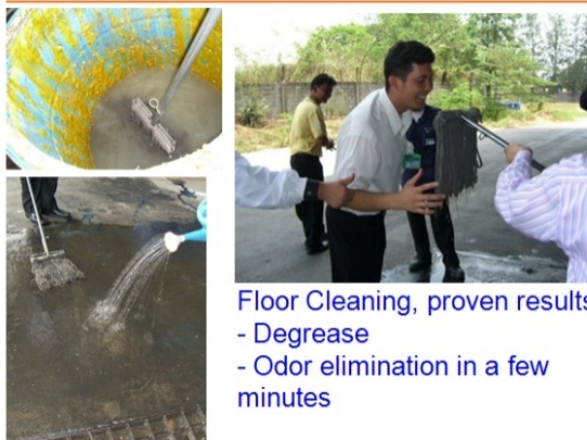 Floor Cleaning, proven results
- Degrease
- Odor elimination in a few
minutes